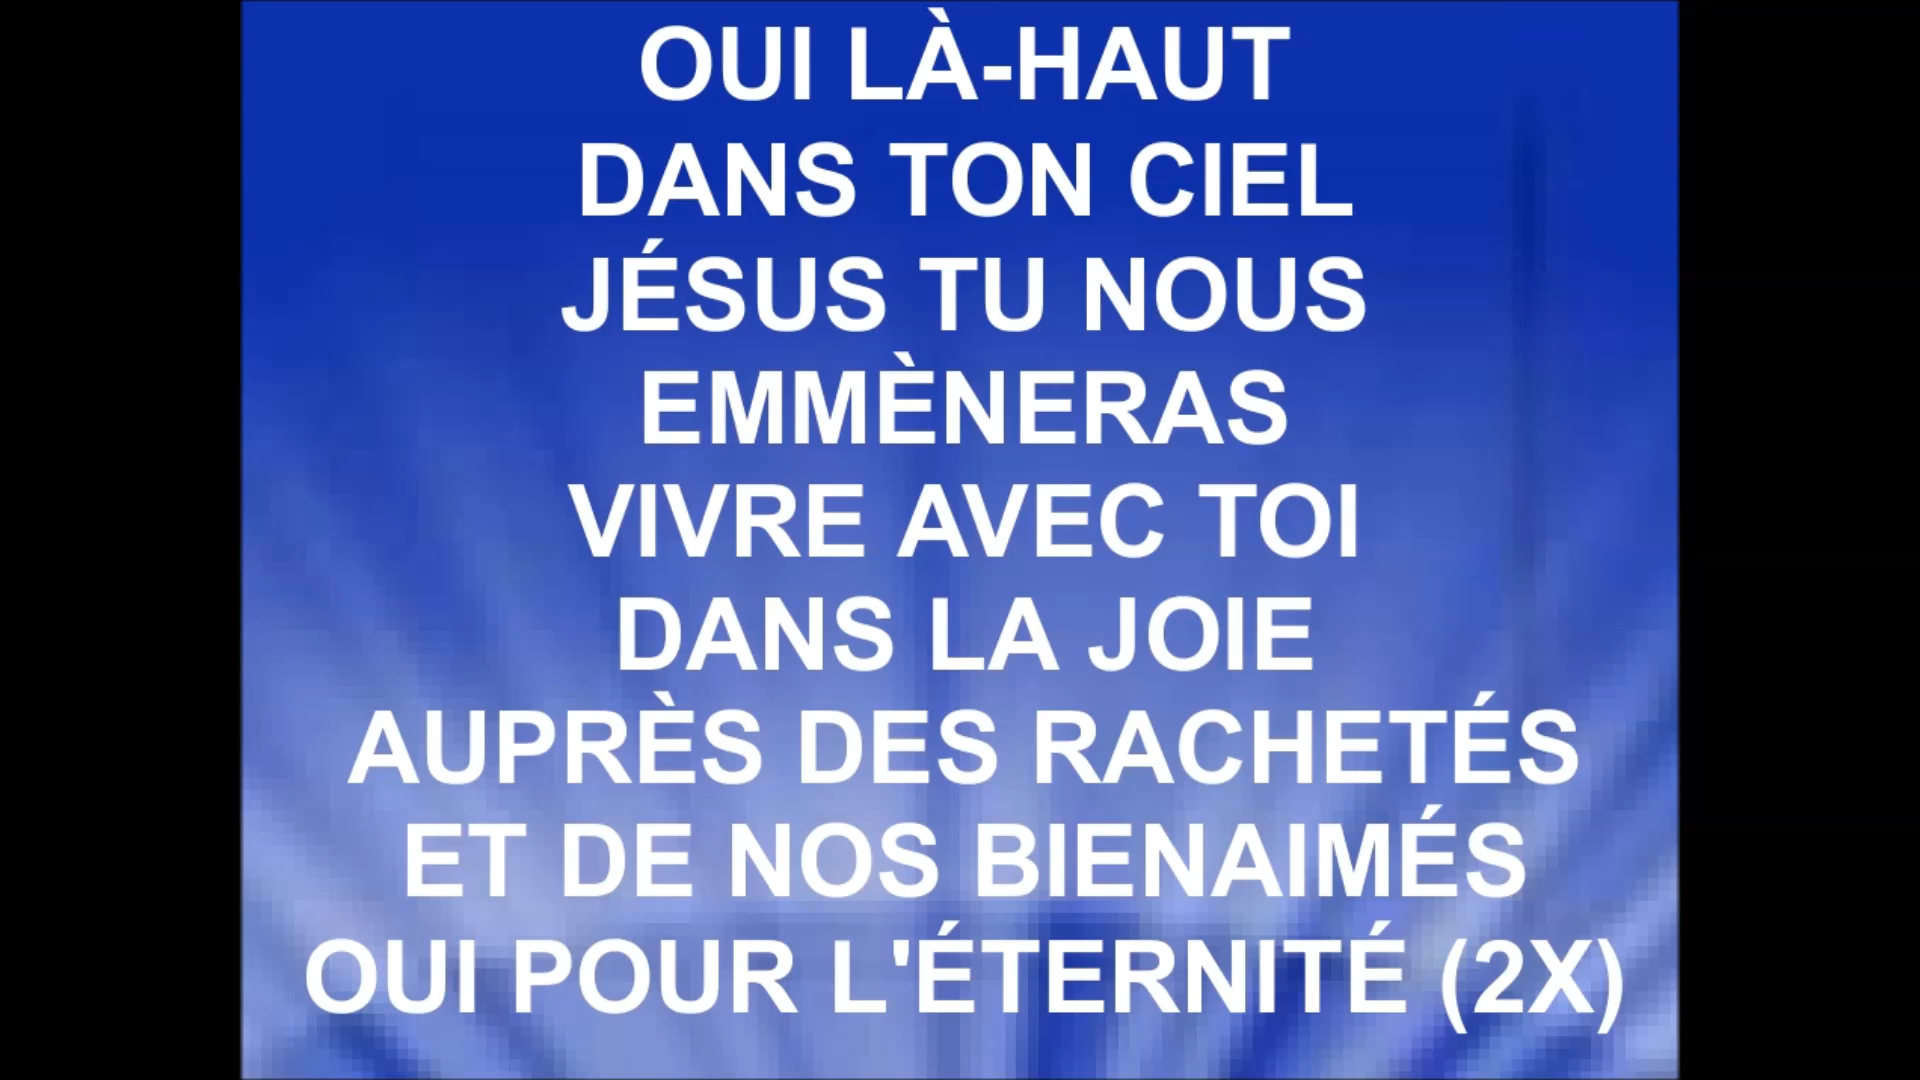 OUI LÀ-HAUT
DANS TON CIEL
JÉSUS TU NOUS
EMMÈNERAS
VIVRE AVEC TOI
DANS LA JOIE
AUPRÈS DES RACHETÉS
ET DE NOS BIENAIMÉS
OUI POUR L'ÉTERNITÉ (2X)